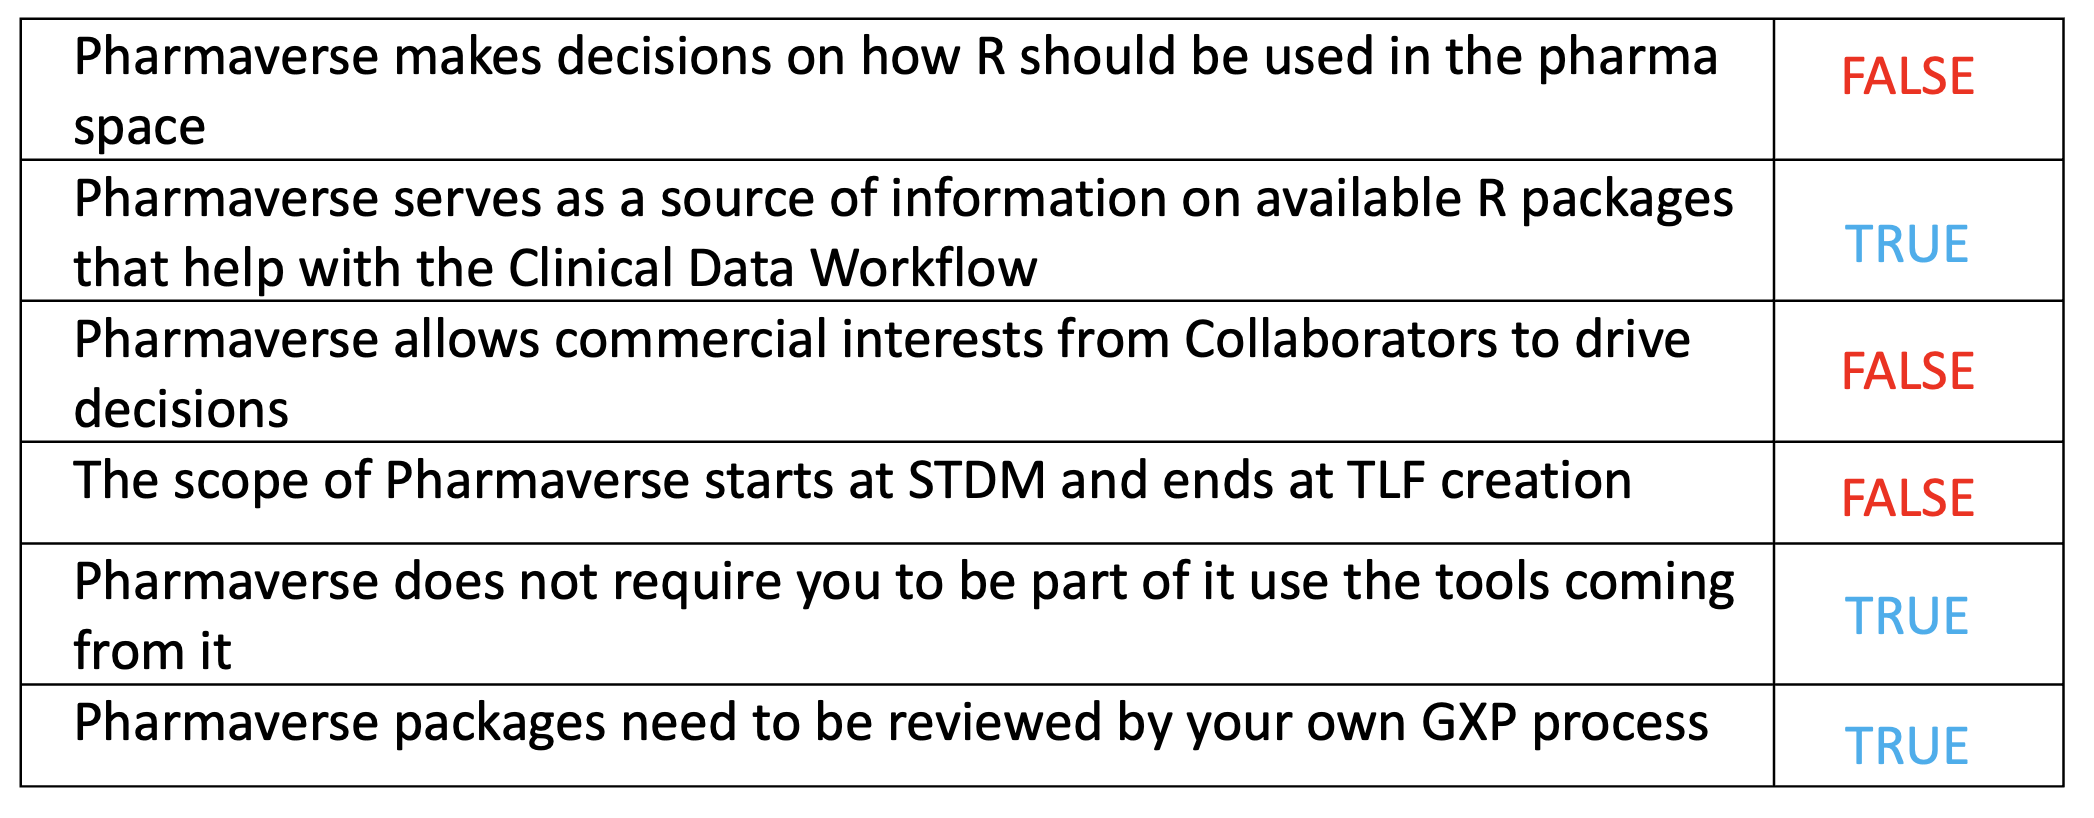 Pharmaverse makes decisions on how R should be used in the pharma
space
FALSE
Pharmaverse serves as a source of information on available R packages
that help with the Clinical Data Workflow
TRUE
Pharmaverse allows commercial interests from Collaborators to drive
decisions
FALSE
The scope of Pharmaverse starts at STDM and ends at TLF creation
FALSE
Pharmaverse does not require you to be part of it use the tools coming
from it
TRUE
Pharmaverse packages need to be reviewed by your own GXP process
TRUE